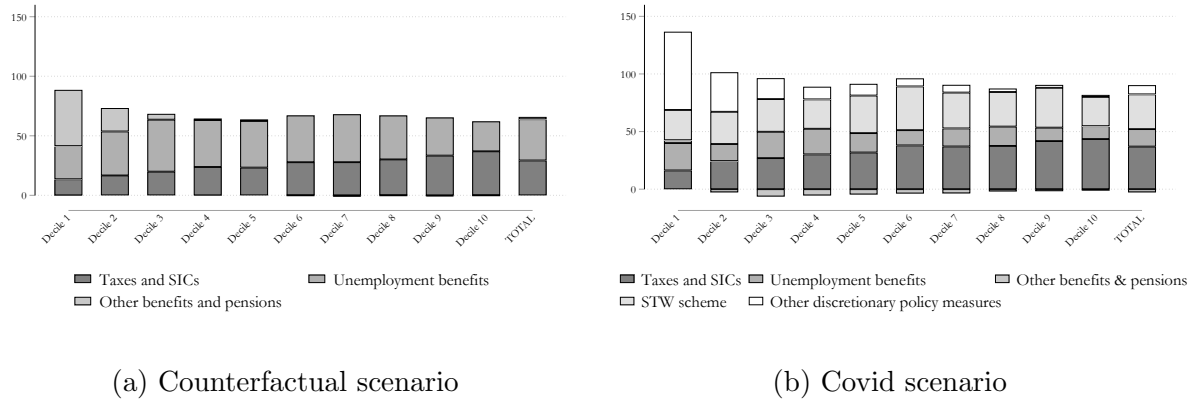 150
100
50
0
Decile 1
Decile 2
Decile 3
Decile 4
Decile 5
Decile 6
Decile 7
Decile 8
Decile 9
Decile 10
TOTAL
Taxes and SICs
Unemployment benefits
Other benefits and pensions
(a) Counterfactual scenario
150
100
50
0
Decile 1
Decile 2
Decile 3
Decile 4
Decile 5
Decile 6
Decile 7
Decile 8
Decile 9
Decile 10
TOTAL
Taxes and SICs
Unemployment benefits
Other benefits & pensions
STW scheme
Other discretionary policy measures
(b) Covid scenario